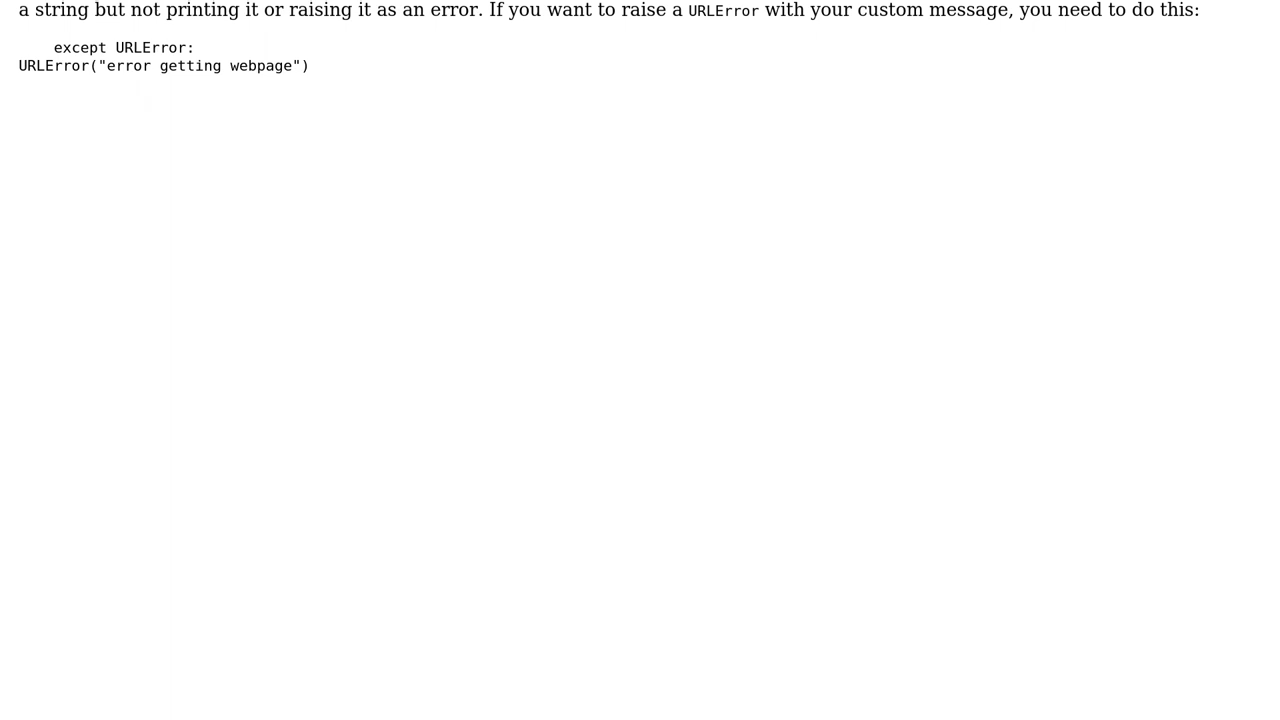 a string but not printing it or raising it as an error. If you want to raise a URLError with your custom message, you need to do this:
    except URLError:
URLError("error getting webpage")